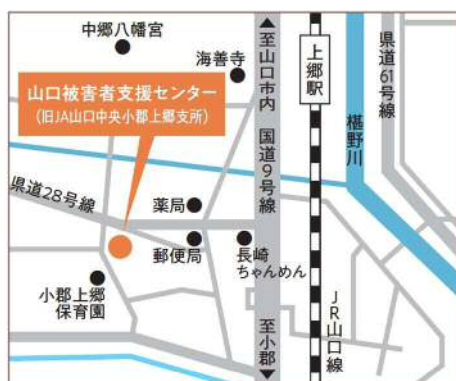 中郷八幡宮
海善寺
至山口市内
国道9号線
至小郡
上郷駅
県道61号線
椹野川
山口被害者支援センター
(旧JA山口中央小郡上郷支所)
県道28号線
薬局
郵便局
長崎
ちゃんめん
小郡上郷
保育園
JR山口線